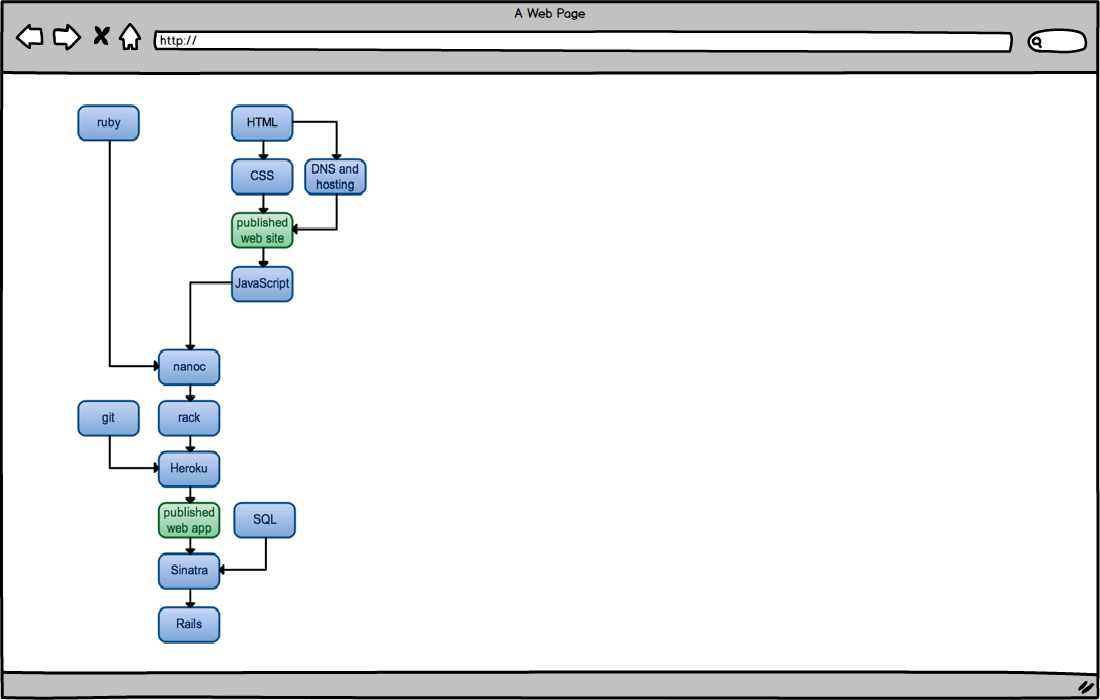 A Web Page
http://
ruby
HTML
CSS
DNS and
hosting
published
web site
JavaScript
nanoc
git
rack
Heroku
published
web app
SQL
Sinatra
Rails